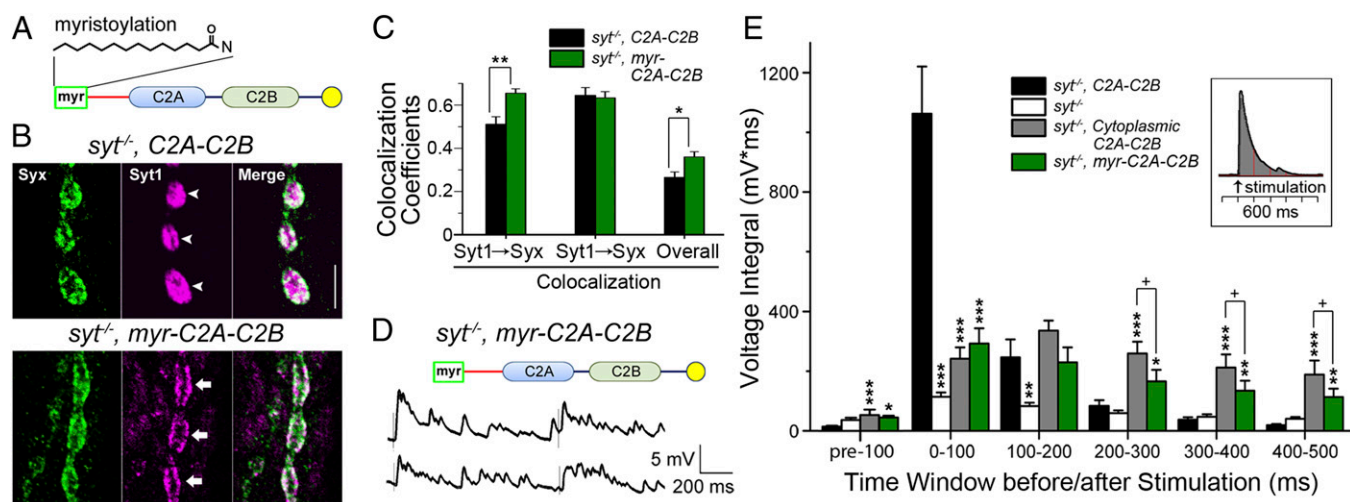 A
myristoylation
O
N
myr
C2A
C2B
B
syt-/-, C2A-C2B
Syx
Syt1
Merge
syt-/-, myr-C2A-C2B
C
syt-/-, C2A-C2B
syt-/-, myr-
C2A-C2B
**
*
Colocalization
Coefficients
0.6
0.4
0.2
0
Syt1→Syx
Syt1→Syx
Overall
Colocalization
D
syt-/-, myr-C2A-C2B
myr
C2A
C2B
5 mV
200 ms
E
Voltage Integral (mV*ms)
1200
800
400
0
syt-/-, C2A-C2B
syt-/-
syt-/-, Cytoplasmic
C2A-C2B
syt-/-, myr-C2A-C2B
stimulation
600 ms
***
*
***
***
***
**
+
***
*
+
***
**
+
***
**
pre-100
0-100
100-200
200-300
300-400
400-500
Time Window before/after Stimulation (ms)